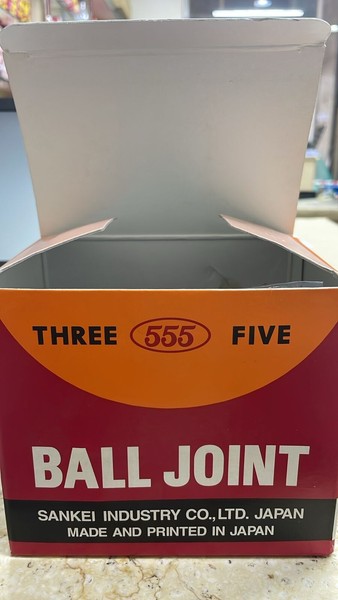 THREE 555 FIVE
BALL JOINT
SANKEI INDUSTRY CO., LTD. JAPAN
MADE AND PRINTED IN JAPAN